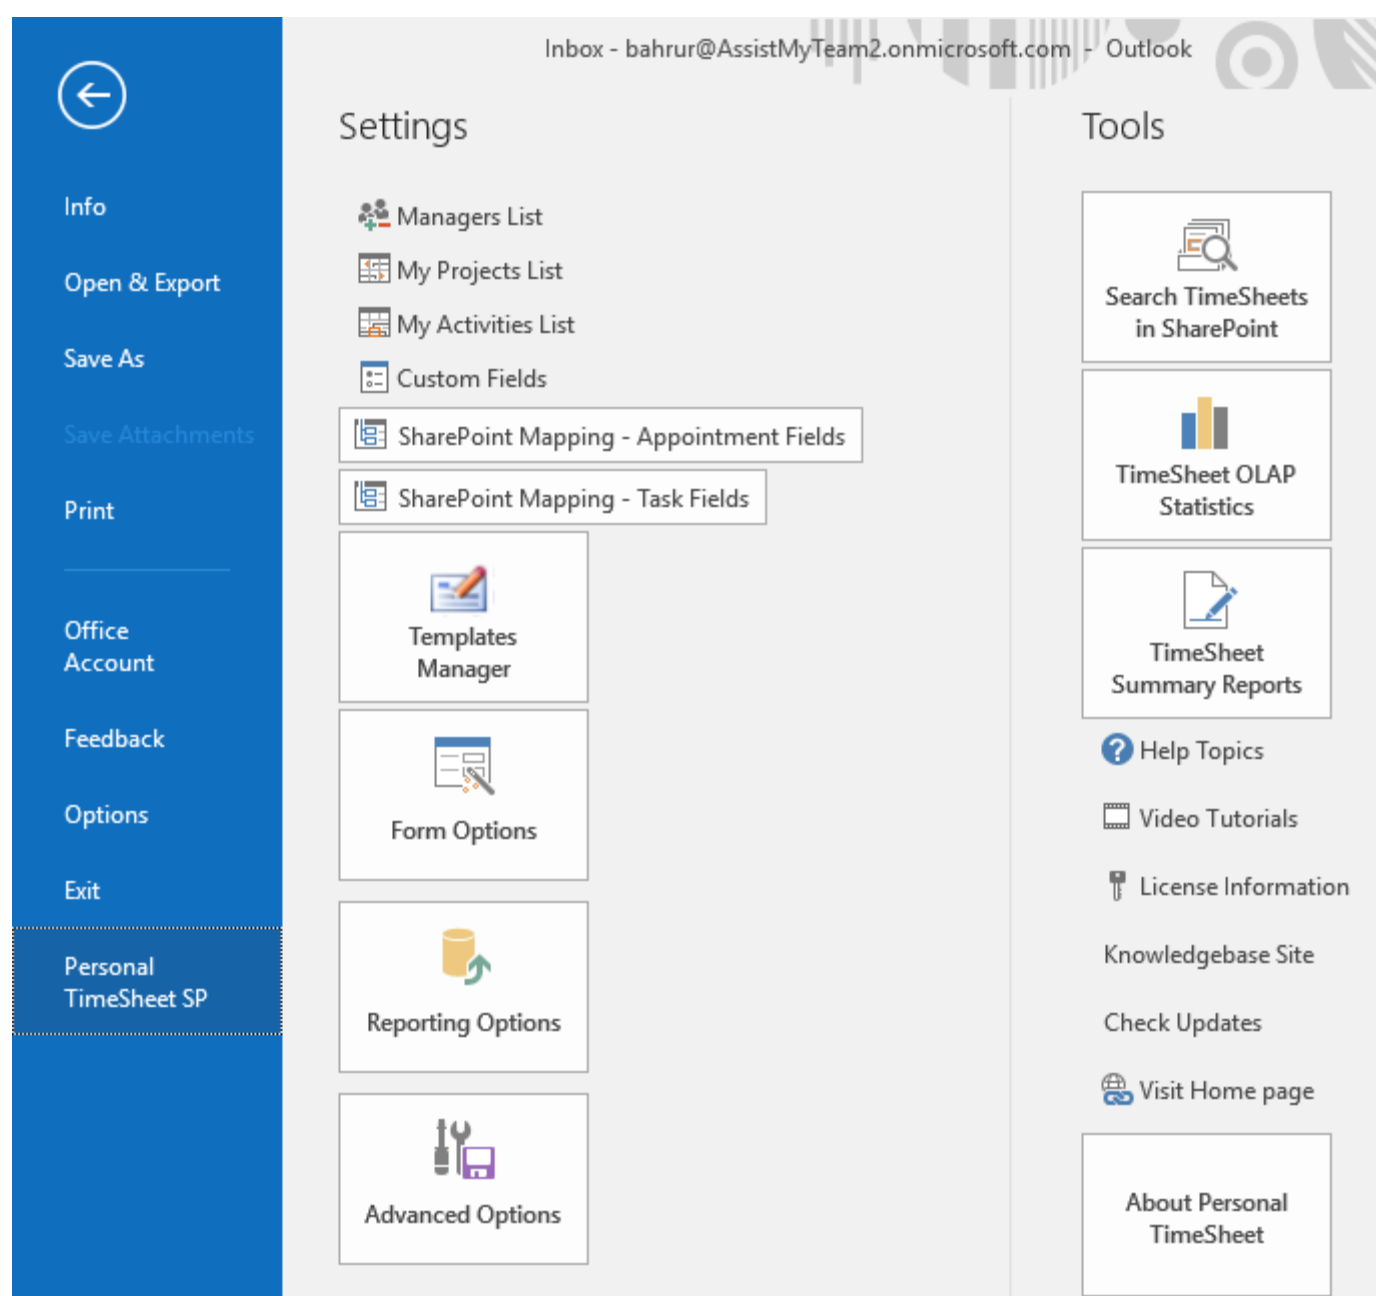 Inbox - bahrur@AssistMyTeam2.onmicrosoft.com - Outlook
Info
Open & Export
Save As
Save Attachments
Print
Office
Account
Feedback
Options
Exit
Personal
TimeSheet SP
Settings
Managers List
My Projects List
My Activities List
Custom Fields
SharePoint Mapping - Appointment Fields
SharePoint Mapping - Task Fields
Templates
Manager
Form Options
Reporting Options
Advanced Options
Tools
Search TimeSheets
in SharePoint
TimeSheet OLAP
Statistics
TimeSheet
Summary Reports
Help Topics
Video Tutorials
License Information
Knowledgebase Site
Check Updates
Visit Home page
About Personal
TimeSheet